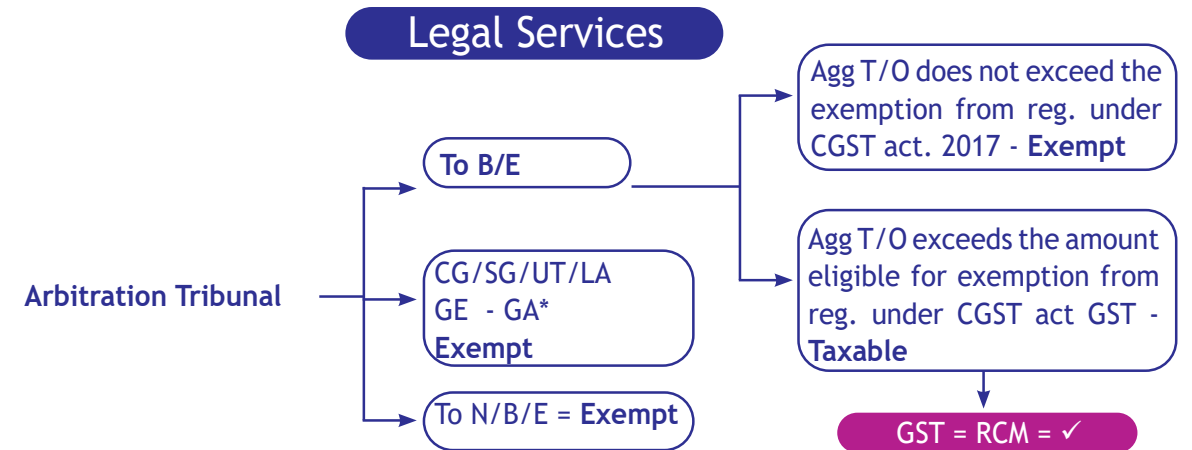 Legal Services
Arbitration Tribunal
To B/E
Agg T/O does not exceed the
exemption from reg. under
CGST act. 2017 - Exempt
Agg T/O exceeds the amount
eligible for exemption from
reg. under CGST act GST -
Taxable
GST = RCM = ✓
CG/SG/UT/LA
GE - GA*
Exempt
To N/B/E = Exempt